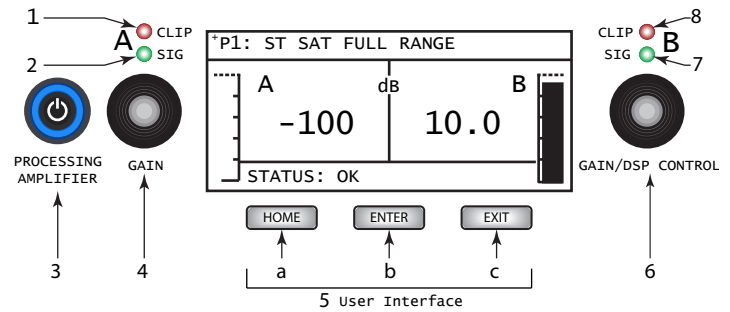 1
CLIP
A
2
SIG
PROCESSING
AMPLIFIER
GAIN
3
4
+P1: ST SAT FULL RANGE
A
dB
B
-100
10.0
STATUS: OK
HOME
ENTER
EXIT
a
b
c
5 User Interface
CLIP
8
B
SIG
7
GAIN/DSP CONTROL
6